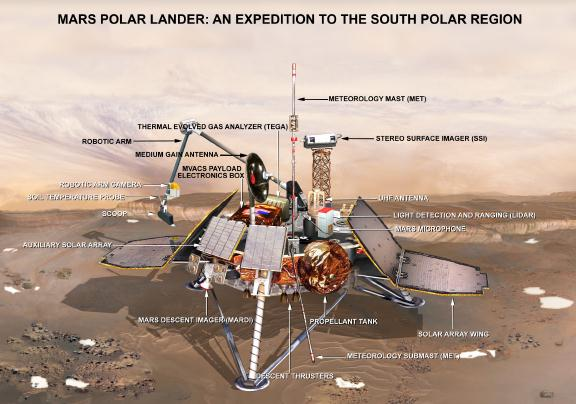 MARS POLAR LANDER: AN EXPEDITION TO THE SOUTH POLAR REGION
METEOROLOGY MAST (MET)
THERMAL EVOLVED GAS ANALYZER (TEGA)
ROBOTIC ARM
STEREO SURFACE IMAGER (SSI)
MEDIUM GAIN ANTENNA
MVACS PAYLOAD
ELECTRONICS BOX
ROBOTIC ARM CAMERA
SOIL TEMPERATURE PROBE
UHF ANTENNA
SCOOP
LIGHT DETECTION AND RANGING (LIDAR)
MARS MICROPHONE
AUXILIARY SOLAR ARRAY
MARS DESCENT IMAGER (MARDI)
PROPELLANT TANK
SOLAR ARRAY WING
METEOROLOGY SUBMAST (MET)
DESCENT THRUSTERS